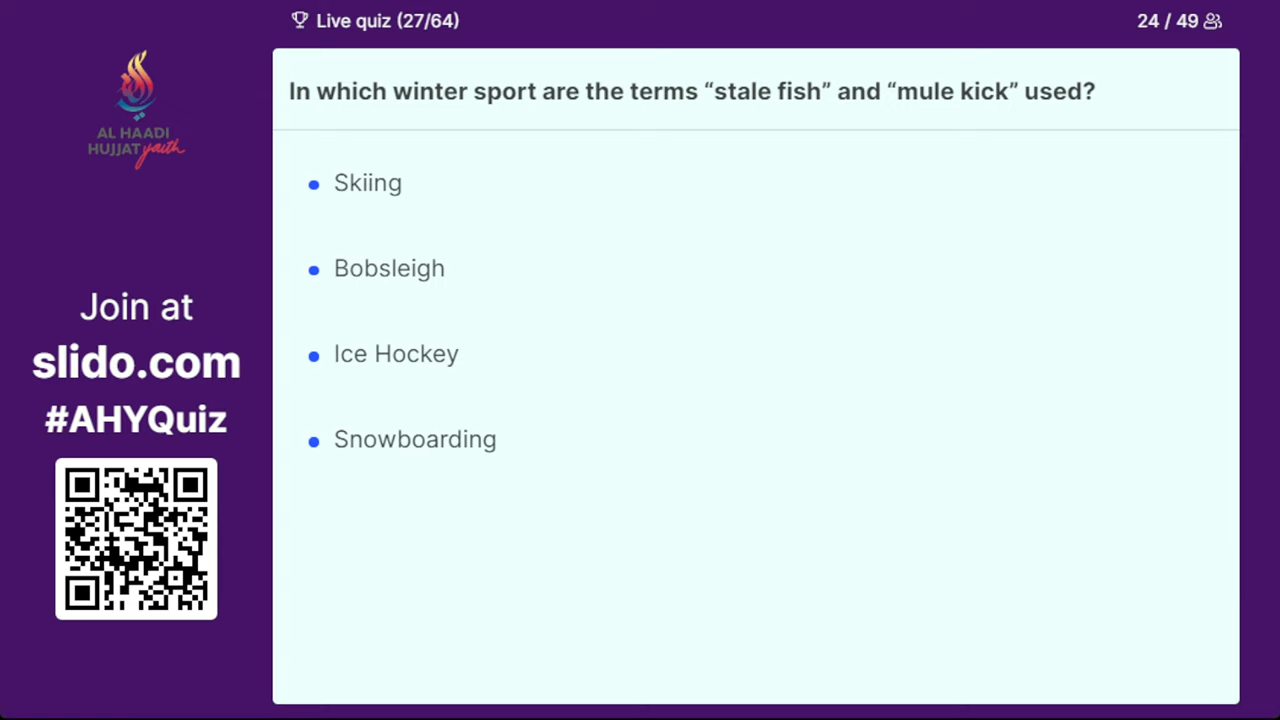 Live quiz (27/64)
24 / 49
AL HAADI
HUJJAT youth
In which winter sport are the terms “stale fish” and “mule kick” used?
Skiing
Bobsleigh
Ice Hockey
Snowboarding
Join at
slido.com
#AHYQuiz